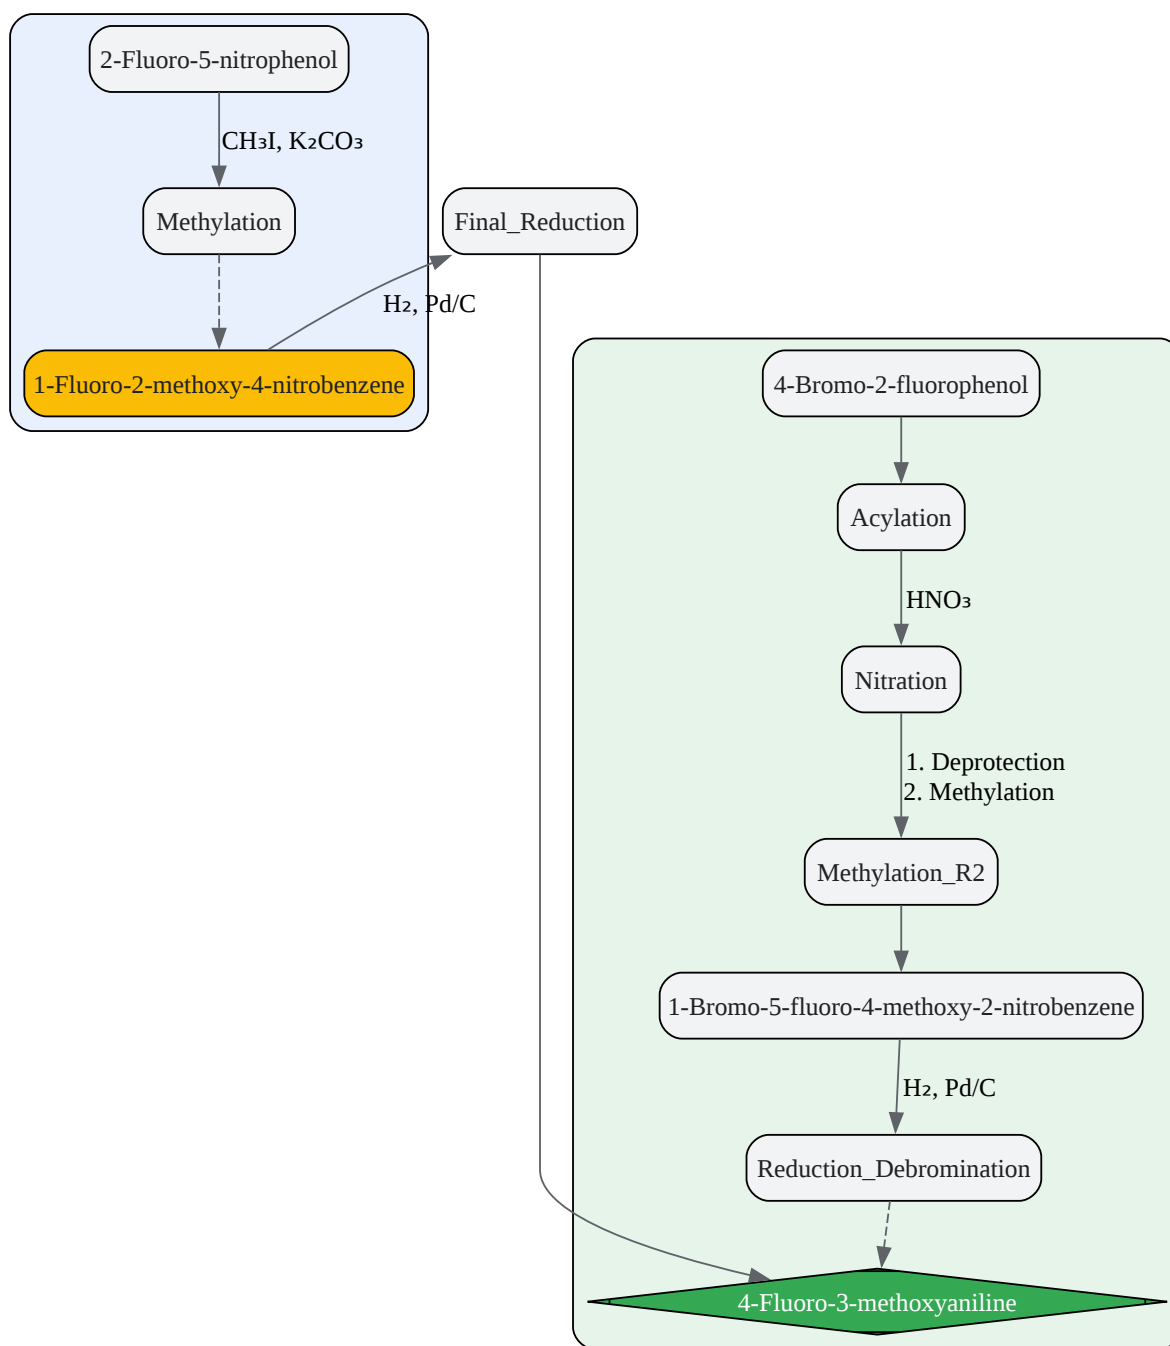 2-Fluoro-5-nitrophenol
CH₃I, K₂CO₃
Methylation
Final_Reduction
H₂, Pd/C
1-Fluoro-2-methoxy-4-nitrobenzene
4-Bromo-2-fluorophenol
Acylation
HNO₃
Nitration
1. Deprotection
2. Methylation
Methylation_R2
1-Bromo-5-fluoro-4-methoxy-2-nitrobenzene
H₂, Pd/C
Reduction_Debromination
4-Fluoro-3-methoxyaniline